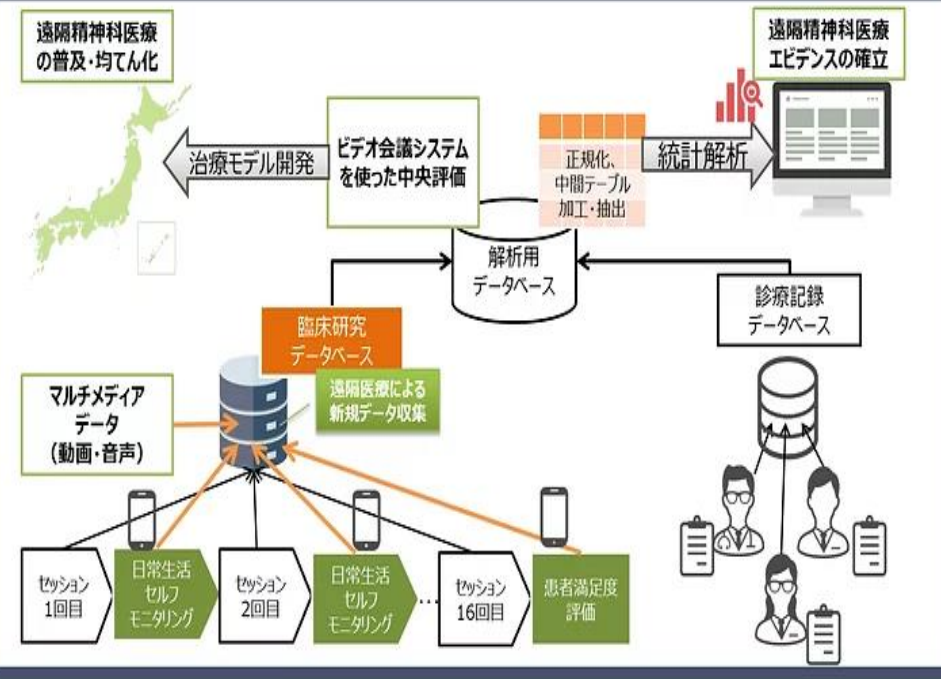 遠隔精神科医療
の普及・均てん化
遠隔精神科医療
エビデンスの確立
治療モデル開発
ビデオ会議システム
を使った中央評価
正規化、
中間テーブル
加工・抽出
統計解析
解析用
データベース
診療記録
データベース
臨床研究
データベース
遠隔医療による
新規データ収集
マルチメディア
データ
（動画・音声）
セッション
1回目
日常生活
セルフ
モニタリング
セッション
2回目
日常生活
セルフ
モニタリング
…
セッション
16回目
患者満足度
評価